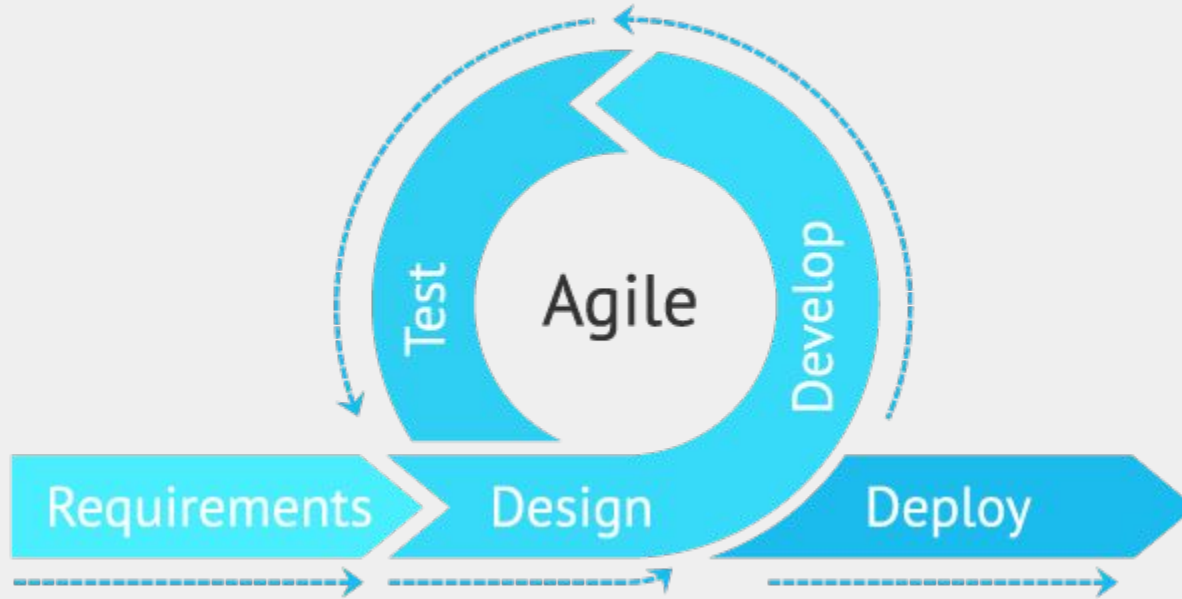 Agile
Test
Develop
Requirements
Design
Deploy